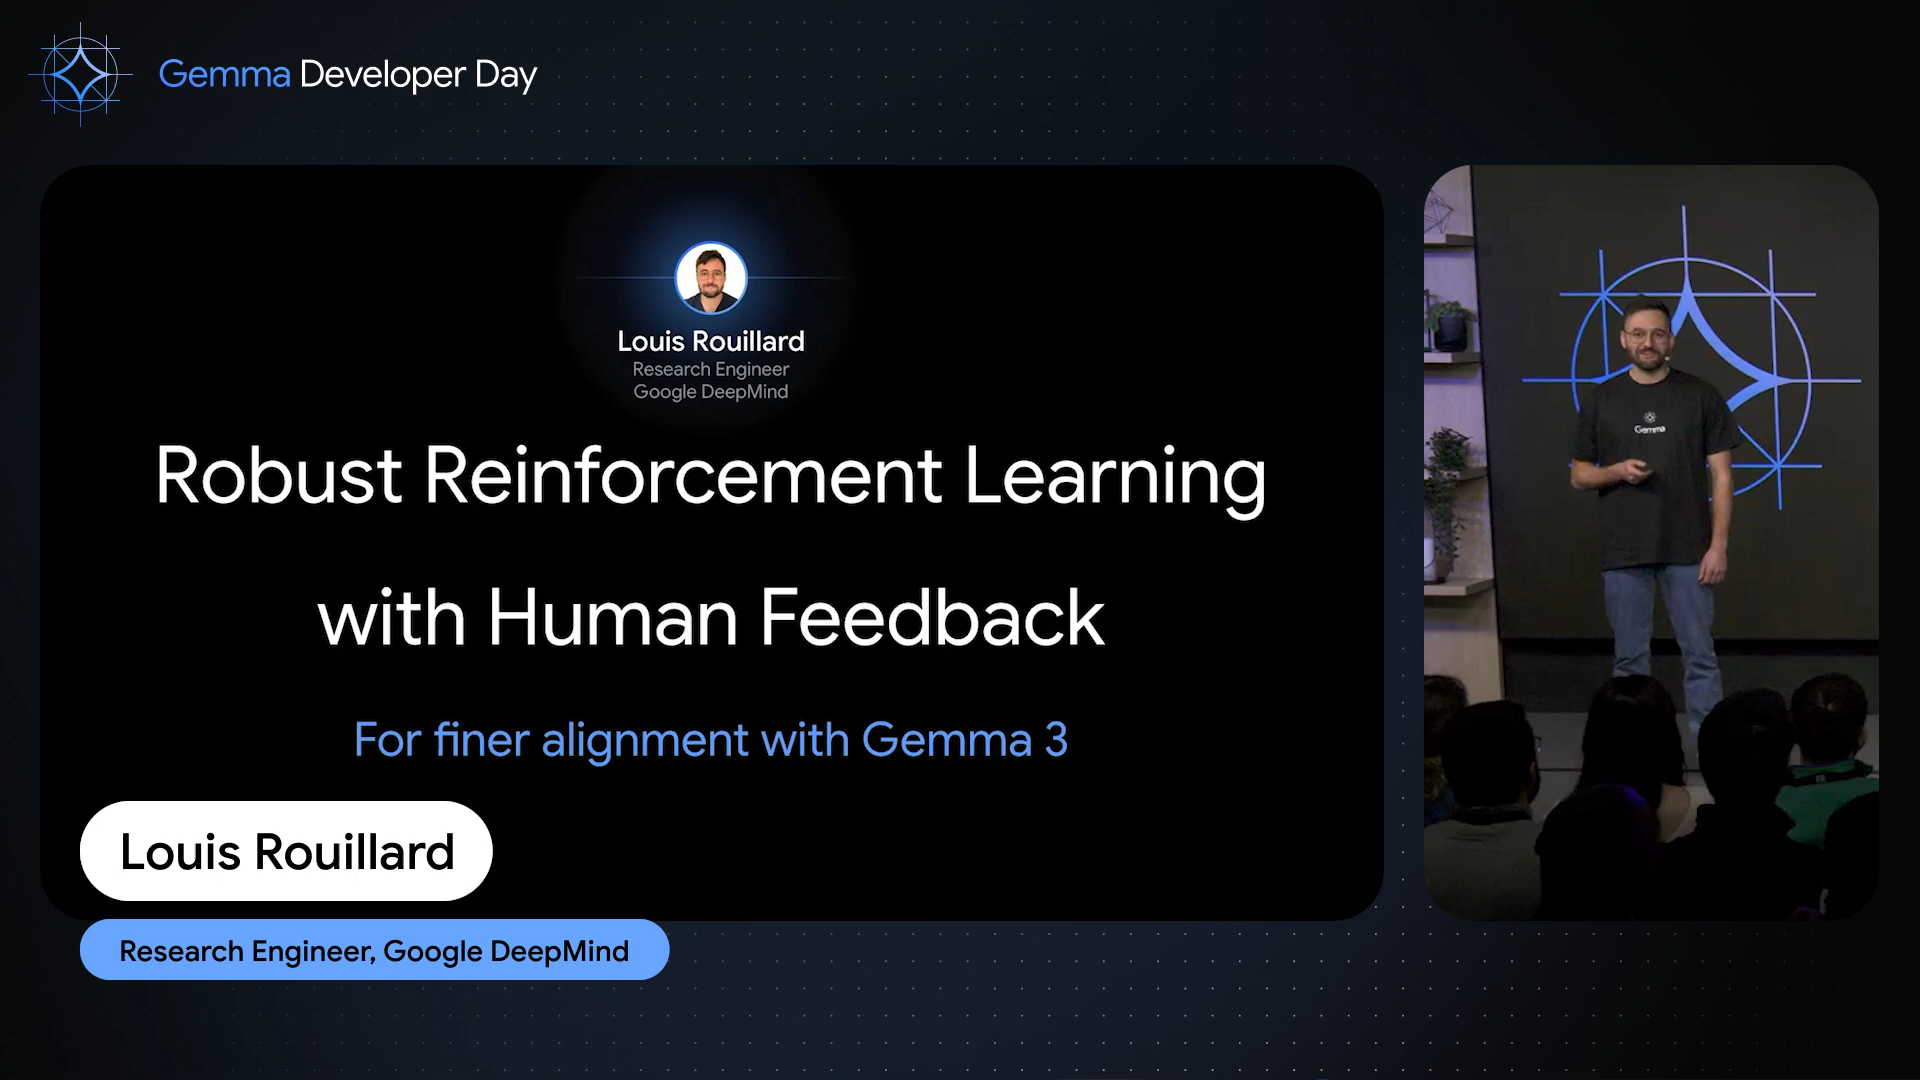 Gemma Developer Day
Louis Rouillard
Research Engineer
Google DeepMind
Robust Reinforcement Learning
with Human Feedback
For finer alignment with Gemma 3
Louis Rouillard
Research Engineer, Google DeepMind
Gemma